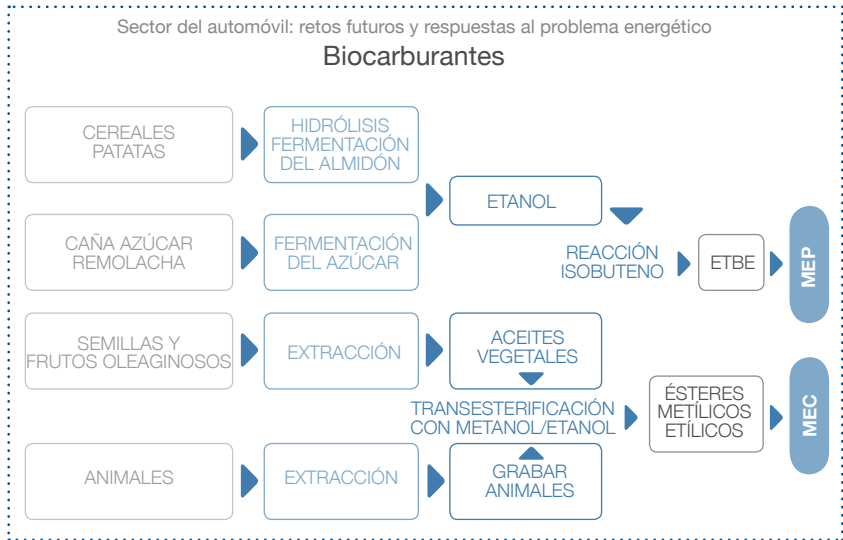 Sector del automóvil: retos futuros y respuestas al problema energético
Biocarburantes
CEREALES
PATATAS
HIDRÓLISIS
FERMENTACIÓN
DEL ALMIDÓN
ETANOL
CAÑA AZÚCAR
REMOLACHA
FERMENTACIÓN
DEL AZÚCAR
REACCIÓN
ISOBUTENO
ETBE
MEP
SEMILLAS Y
FRUTOS OLEAGINOSOS
EXTRACCIÓN
ACEITES
VEGETALES
TRANSESTERIFICACIÓN
CON METANOL/ETANOL
ÉSTERES
METÍLICOS
ETÍLICOS
MEC
ANIMALES
EXTRACCIÓN
GRABAR
ANIMALES